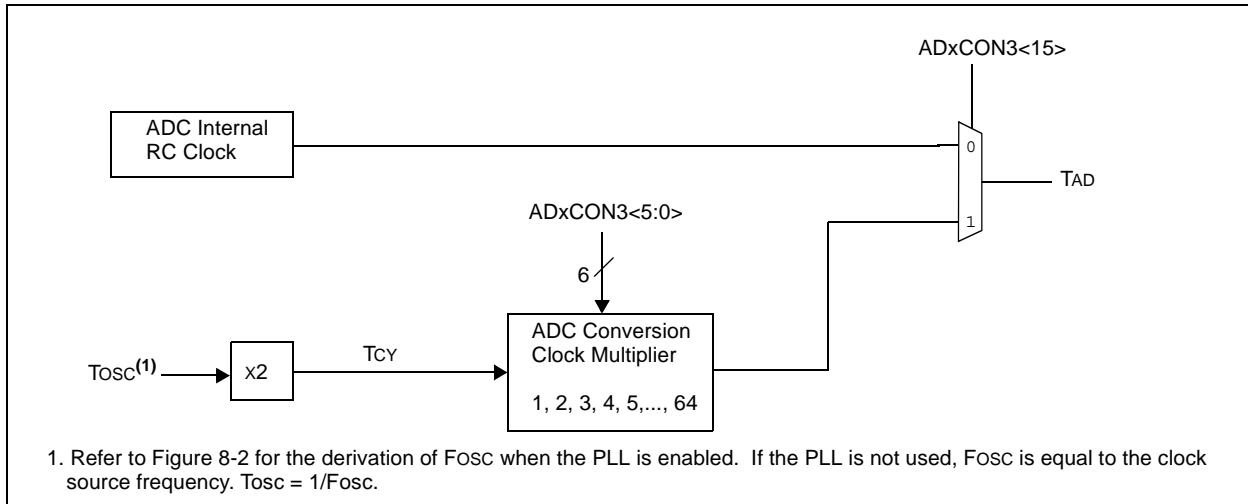 ADxCON3<15>
ADC Internal
RC Clock
0
TAD
ADxCON3<5:0>
1
6
ADC Conversion
Clock Multiplier
TCY
TOSC(1)
X2
1, 2, 3, 4, 5,..., 64
1. Refer to Figure 8-2 for the derivation of FOSC when the PLL is enabled. If the PLL is not used, FOSC is equal to the clock
source frequency. Tosc = 1/Fosc.